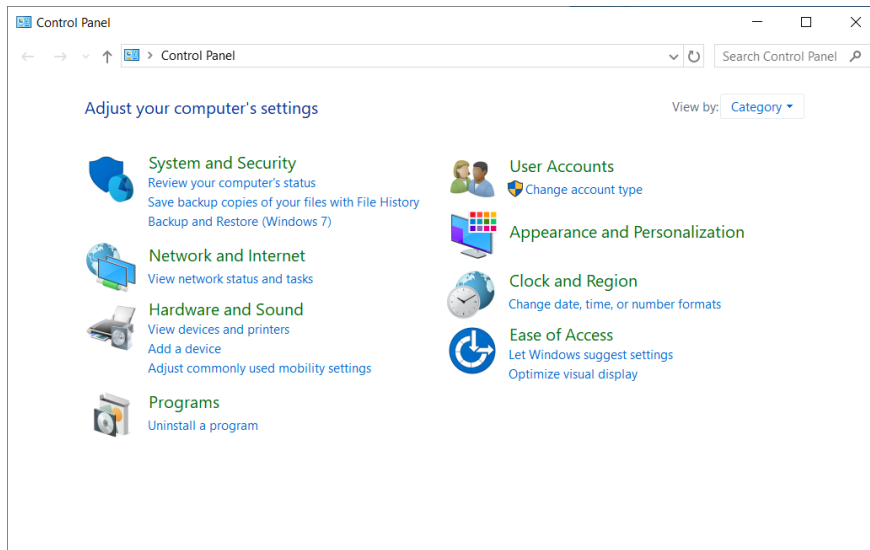 Control Panel
Control Panel
Search Control Panel
Adjust your computer's settings
View by: Category
System and Security
Review your computer's status
Save backup copies of your files with File History
Backup and Restore (Windows 7)
Network and Internet
View network status and tasks
Hardware and Sound
View devices and printers
Add a device
Adjust commonly used mobility settings
Programs
Uninstall a program
User Accounts
Change account type
Appearance and Personalization
Clock and Region
Change date, time, or number formats
Ease of Access
Let Windows suggest settings
Optimize visual display